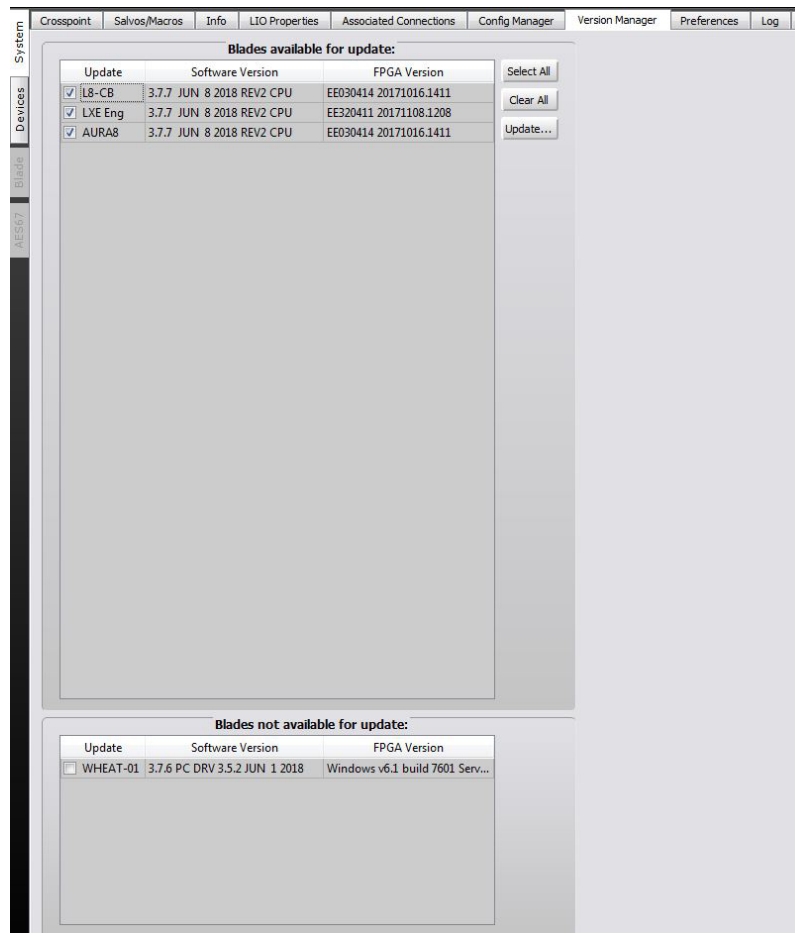 Crosspoint Salvos/Macros Info LIO Properties Associated Connections Config Manager Version Manager Preferences Log
System
Devices
Blade
AES67
Blades available for update:
Update Software Version FPGA Version
L8-CB 3.7.7 JUN 8 2018 REV2 CPU EE030414 20171016.1411
LXE Eng 3.7.7 JUN 8 2018 REV2 CPU EE320411 20171108.1208
AURA8 3.7.7 JUN 8 2018 REV2 CPU EE030414 20171016.1411
Select All
Clear All
Update...
Blades not available for update:
Update Software Version FPGA Version
WHEAT-01 3.7.6 PC DRV 3.5.2 JUN 1 2018 Windows v6.1 build 7601 Serv...